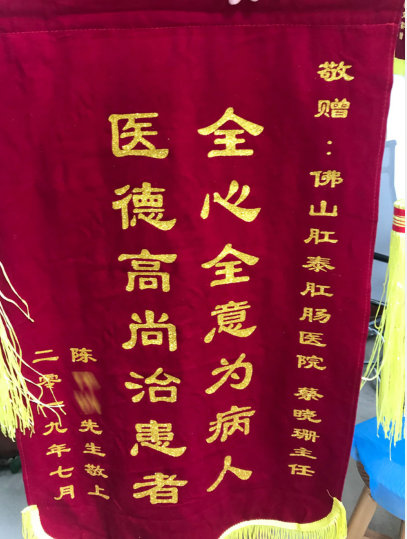 敬赠：佛山肛泰肛肠医院 蔡晓珊主任
全心全意为病人
医德高尚治患者
陈 先生敬上
二零一九年七月